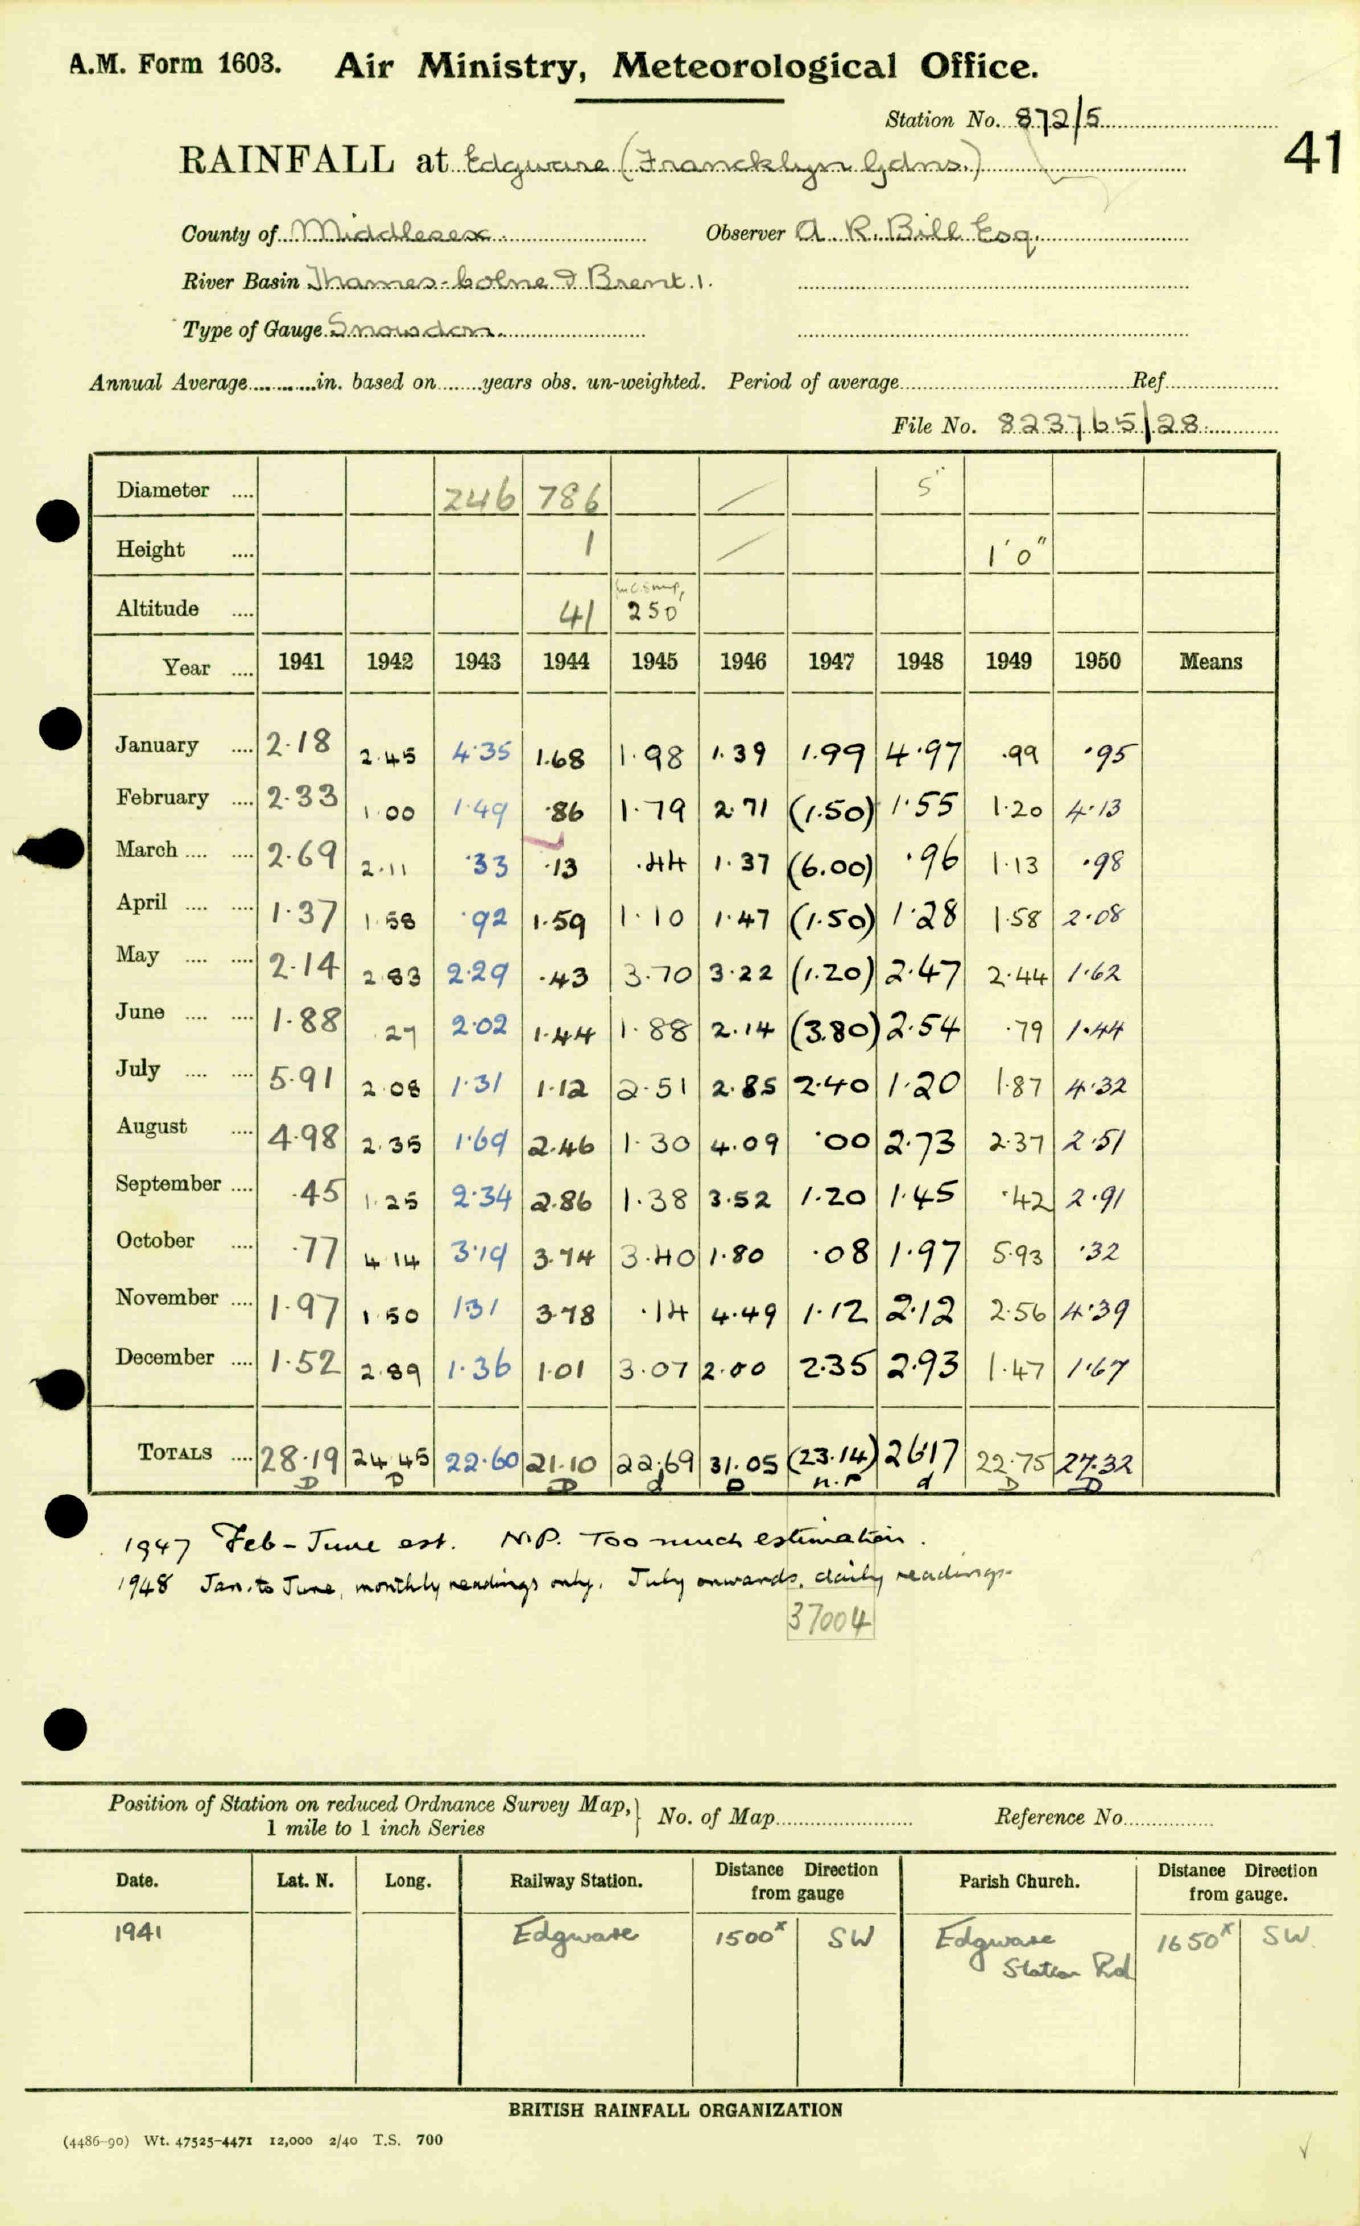 A.M. Form 1603. Air Ministry, Meteorological Office.
Station No. 872/5
41
RAINFALL at Edgware (Francklyn Gdns.)
County of Middlesex. Observer A. R. Bill Esq.
River Basin Thames-Colne & Brent.1.
Type of Gauge Snowdon.
Annual Average in. based on years obs. un-weighted. Period of average Ref
File No. 823765/28
Diameter 246 786 5"
Height 1 1'0"
Altitude 41 250
Year 1941 1942 1943 1944 1945 1946 1947 1948 1949 1950 Means
January 2.18 2.45 4.35 1.68 1.98 1.39 1.99 4.97 .99 .95
February 2.33 1.00 1.49 .86 1.79 2.71 (1.50) 1.55 1.20 4.13
March 2.69 2.11 .33 .13 .44 1.37 (6.00) .96 1.13 .98
April 1.37 1.58 .92 1.59 1.10 1.47 (1.50) 1.28 1.58 2.08
May 2.14 2.83 2.29 .43 3.70 3.22 (1.20) 2.47 2.44 1.62
June 1.88 .27 2.02 1.44 1.88 2.14 (3.80) 2.54 .79 1.44
July 5.91 2.08 1.31 1.12 2.51 2.85 2.40 1.20 1.87 4.32
August 4.98 2.35 1.69 2.46 1.30 4.09 .00 2.73 2.37 2.51
September .45 1.25 2.34 2.86 1.38 3.52 1.20 1.45 .42 2.91
October .77 4.14 3.19 3.74 3.40 1.80 .08 1.97 5.93 .32
November 1.97 1.50 1.31 3.78 .14 4.49 1.12 2.12 2.56 4.39
December 1.52 2.89 1.36 1.01 3.07 2.00 2.35 2.93 1.47 1.67
TOTALS 28.19 24.45 22.60 21.10 22.69 31.05 (23.14) 26.17 22.75 27.32
D D D d D n.P d D D
1947 Feb - June est. N.P. Too much estimation.
1948 Jan. to June, monthly readings only. July onwards, daily readings.
37004
Position of Station on reduced Ordnance Survey Map, 1 mile to 1 inch Series No. of Map Reference No.
Date. Lat. N. Long. Railway Station. Distance Direction from gauge Parish Church. Distance Direction from gauge.
1941 Edgware 1500x SW Edgware Station Rd 1650x SW.
BRITISH RAINFALL ORGANIZATION
(4486-90) Wt. 47525-4471 12,000 2/40 T.S. 700